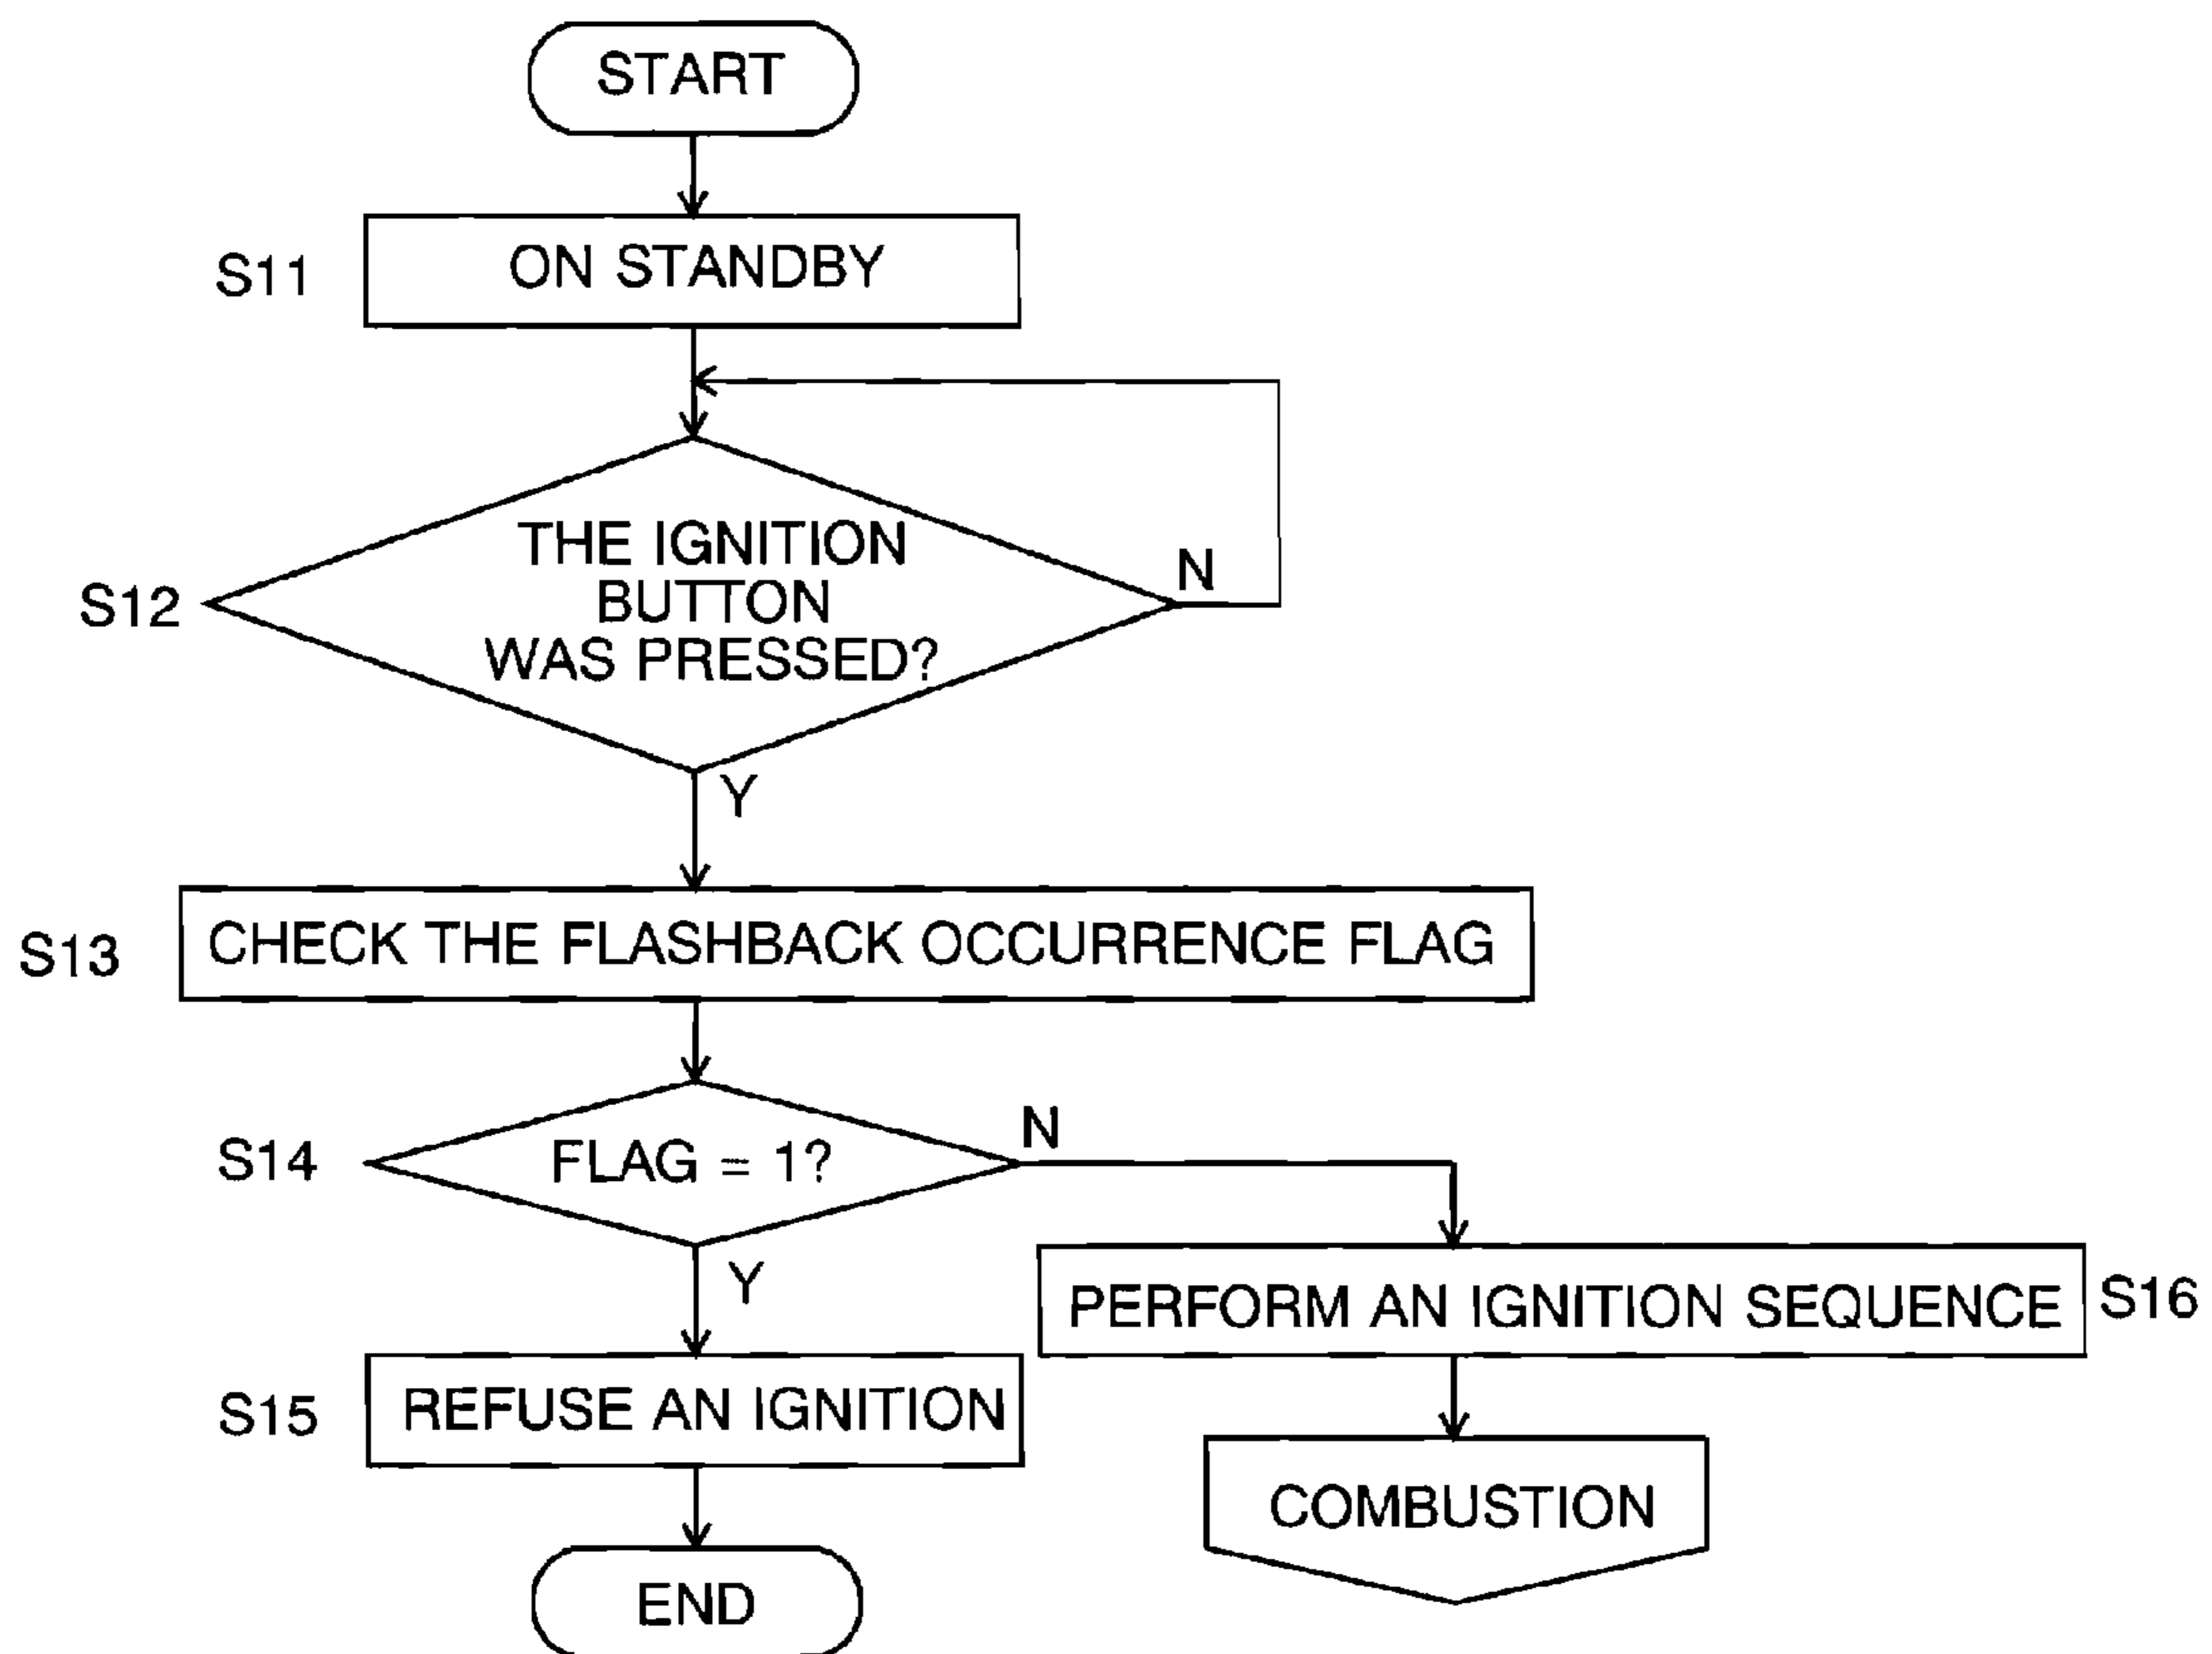 START
S11
ON STANDBY
S12
THE IGNITION
BUTTON
WAS PRESSED?
N
Y
S13
CHECK THE FLASHBACK OCCURRENCE FLAG
S14
FLAG = 1?
N
Y
PERFORM AN IGNITION SEQUENCE
S16
S15
REFUSE AN IGNITION
COMBUSTION
END